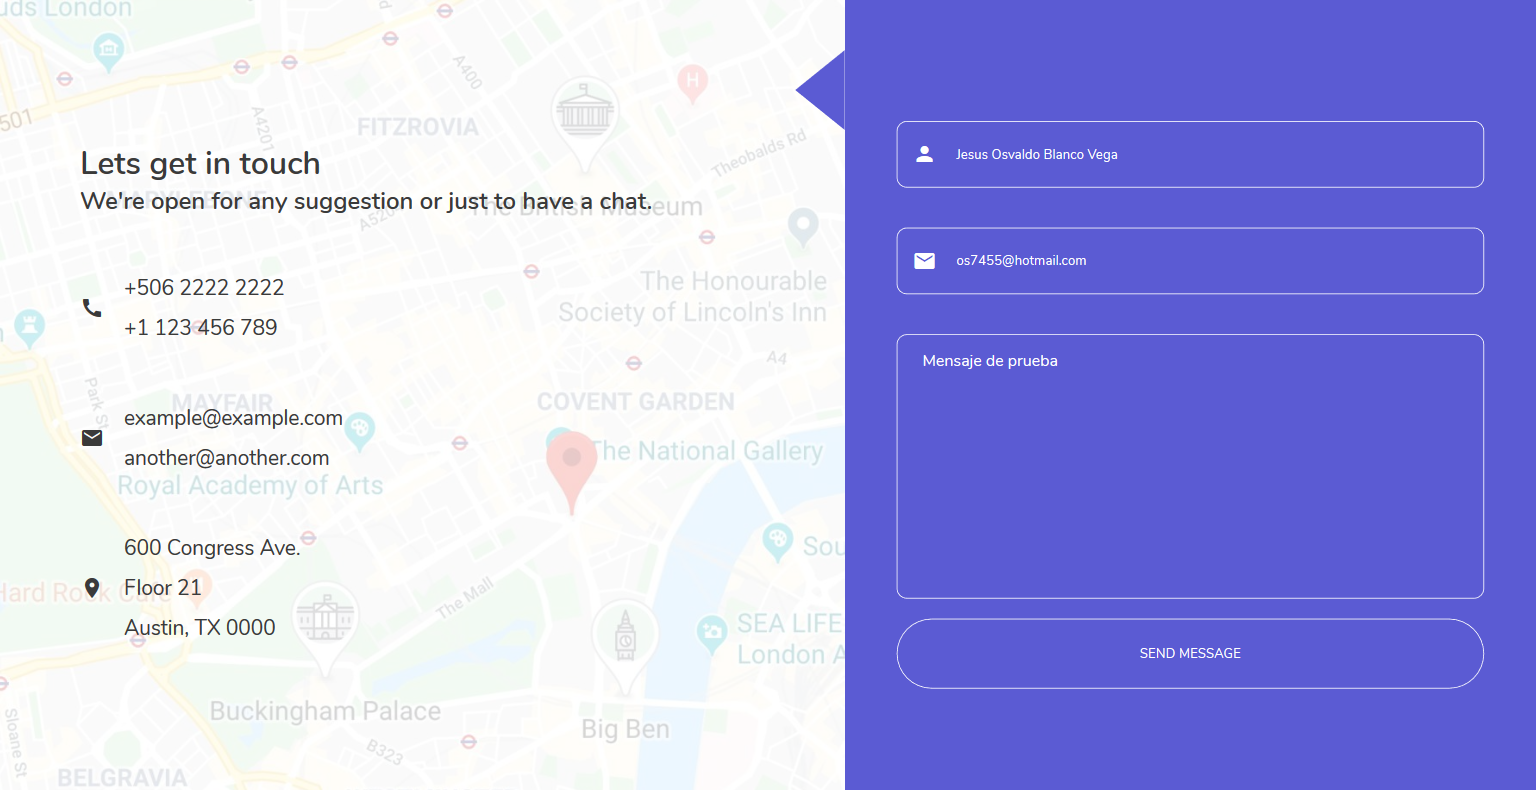 uds London
A400
501
A4201
FITZROVIA
H
Theobalds Rd
Lets get in touch
MARYLEBONE
We're open for any suggestion or just to have a chat.
A520
The British Museum
+506 2222 2222
The Honourable
Society of Lincoln's Inn
+1 123 456 789
A4
Park St
MAYFAIR
COVENT GARDEN
example@example.com
The National Gallery
another@another.com
Royal Academy of Arts
600 Congress Ave.
Sou
Hard Rock Cafe
Floor 21
The Mall
Austin, TX 0000
SEA LIFE
London A
Buckingham Palace
Big Ben
Sloane St
B323
BELGRAVIA
Jesus Osvaldo Blanco Vega
os7455@hotmail.com
Mensaje de prueba
SEND MESSAGE